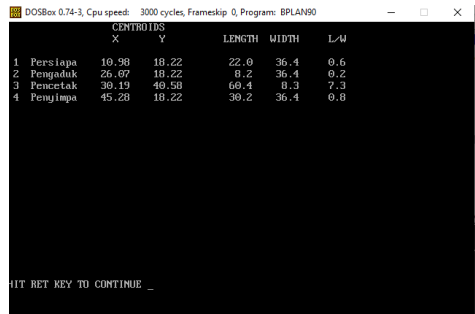 DOSBox 0.74-3, Cpu speed: 3000 cycles, Frameskip 0, Program: BPLAN90
CENTROIDS
X Y LENGTH WIDTH L/W
1 Persiapa 10.98 18.22 22.0 36.4 0.6
2 Pengaduk 26.07 18.22 8.2 36.4 0.2
3 Pencetak 30.19 40.58 60.4 8.3 7.3
4 Penyimpa 45.28 18.22 30.2 36.4 0.8
HIT RET KEY TO CONTINUE _